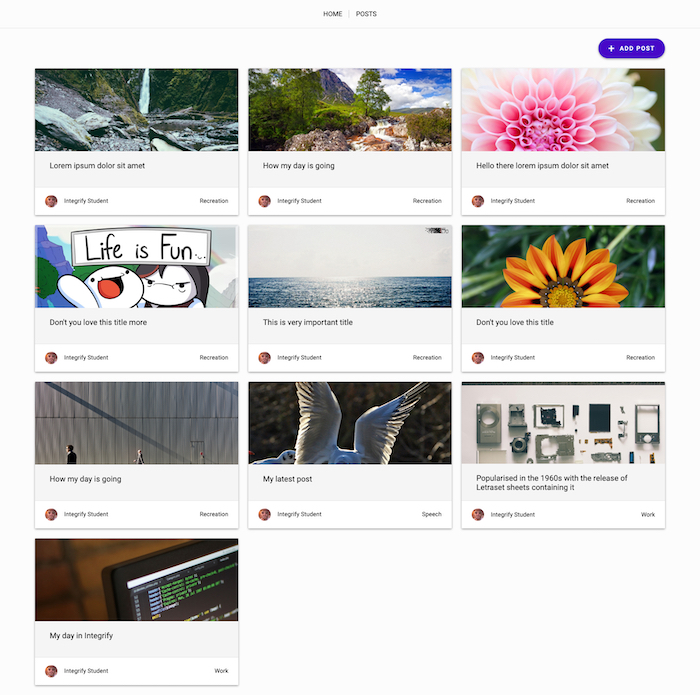 HOME | POSTS
+ ADD POST
Lorem ipsum dolor sit amet
Integrify Student Recreation
How my day is going
Integrify Student Recreation
Hello there lorem ipsum dolor sit amet
Integrify Student Recreation
Life is Fun..
Don't you love this title more
Integrify Student Recreation
This is very important title
Integrify Student Recreation
Don't you love this title
Integrify Student Recreation
How my day is going
Integrify Student Recreation
My latest post
Integrify Student Speech
Popularised in the 1960s with the release of
Letraset sheets containing it
Integrify Student Work
My day in Integrify
Integrify Student Work